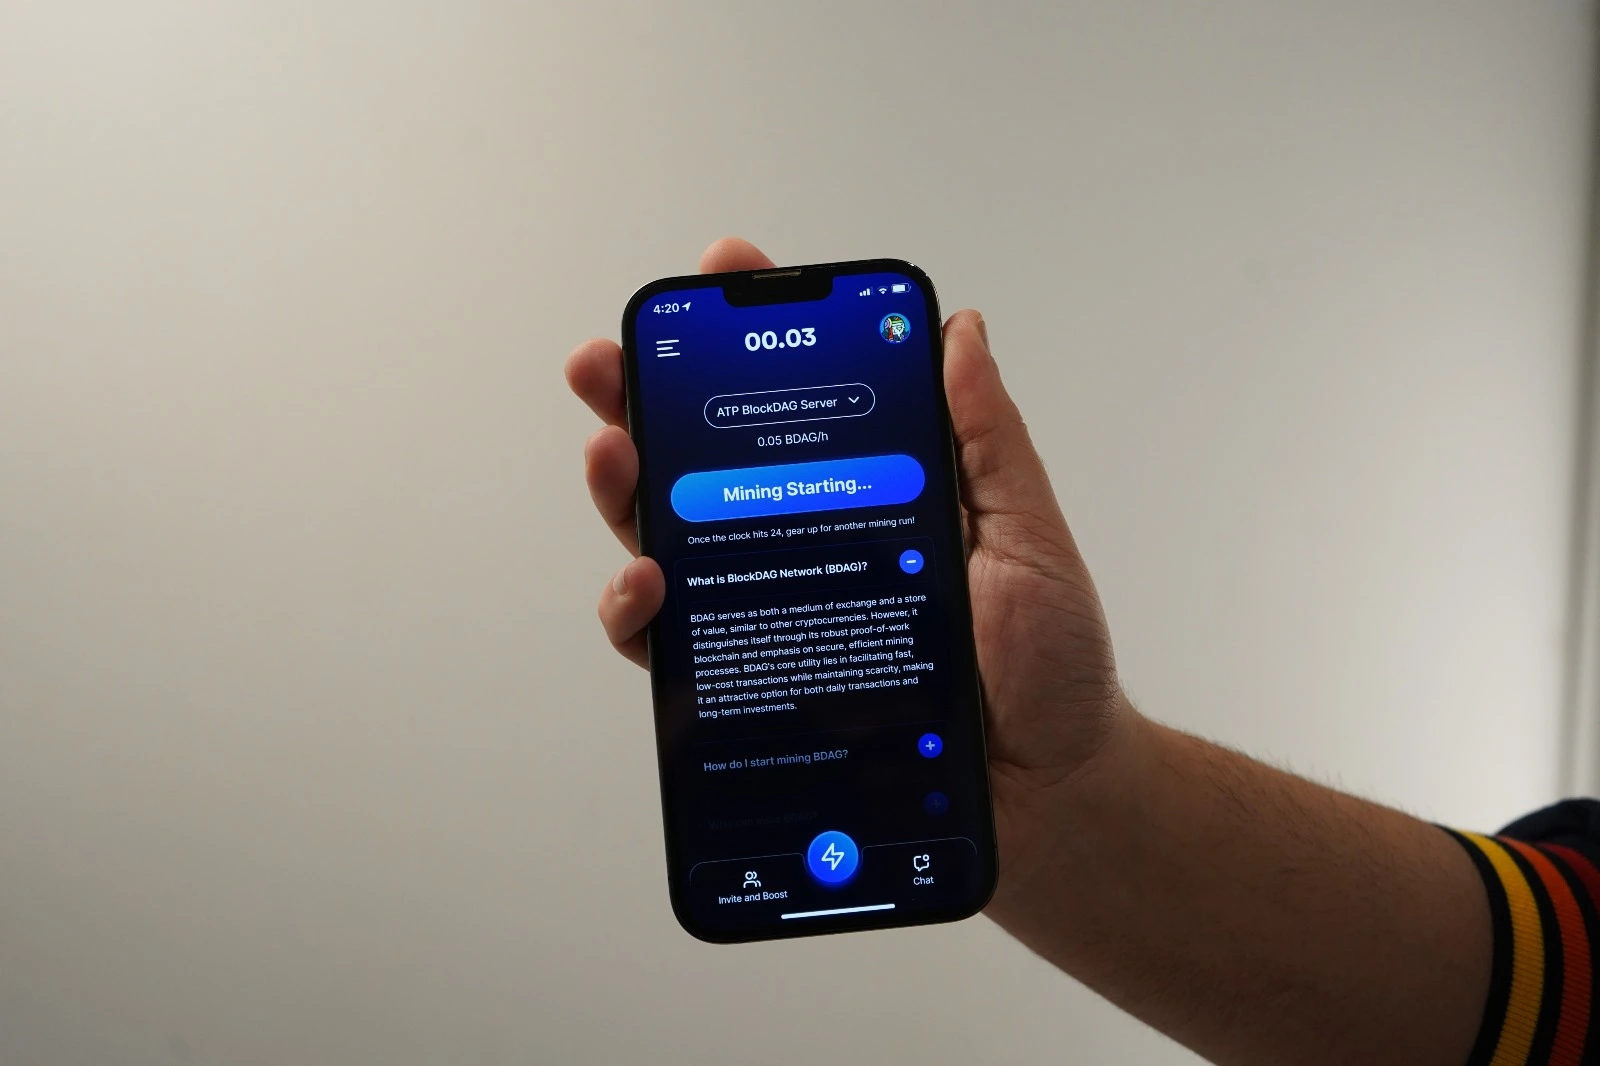 4:20
00.03
ATP BlockDAG Server
0.05 BDAG/h
Mining Starting...
Once the clock hits 24, gear up for another mining run!
What is BlockDAG Network (BDAG)?
BDAG serves as both a medium of exchange and a store
of value, similar to other cryptocurrencies. However, it
distinguishes itself through its robust proof-of-work
blockchain and emphasis on secure, efficient mining
processes. BDAG's core utility lies in facilitating fast,
low-cost transactions while maintaining scarcity, making
it an attractive option for both daily transactions and
long-term investments.
How do I start mining BDAG?
Invite and Boost
Chat